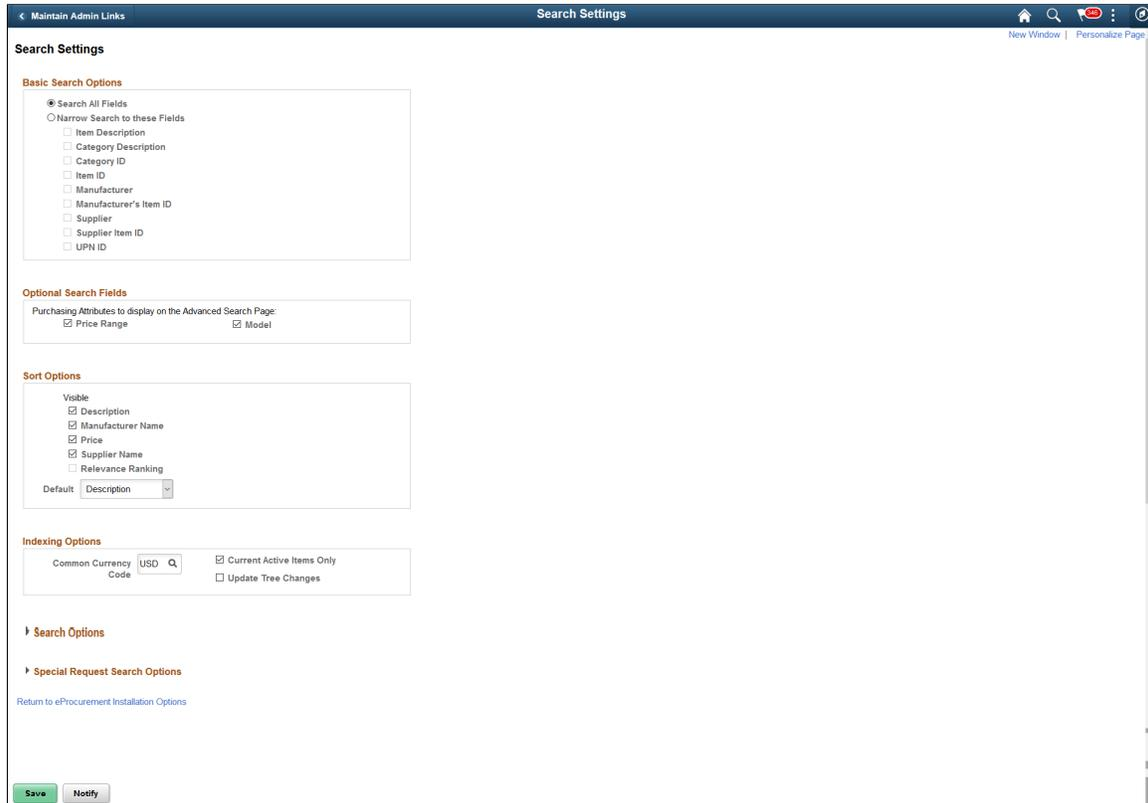 Maintain Admin Links
Search Settings
346
New Window | Personalize Page
Search Settings
Basic Search Options
Search All Fields
Narrow Search to these Fields
Item Description
Category Description
Category ID
Item ID
Manufacturer
Manufacturer's Item ID
Supplier
Supplier Item ID
UPN ID
Optional Search Fields
Purchasing Attributes to display on the Advanced Search Page:
Price Range
Model
Sort Options
Visible
Description
Manufacturer Name
Price
Supplier Name
Relevance Ranking
Default Description
Indexing Options
Common Currency Code USD
Current Active Items Only
Update Tree Changes
Search Options
Special Request Search Options
Return to eProcurement Installation Options
Save Notify